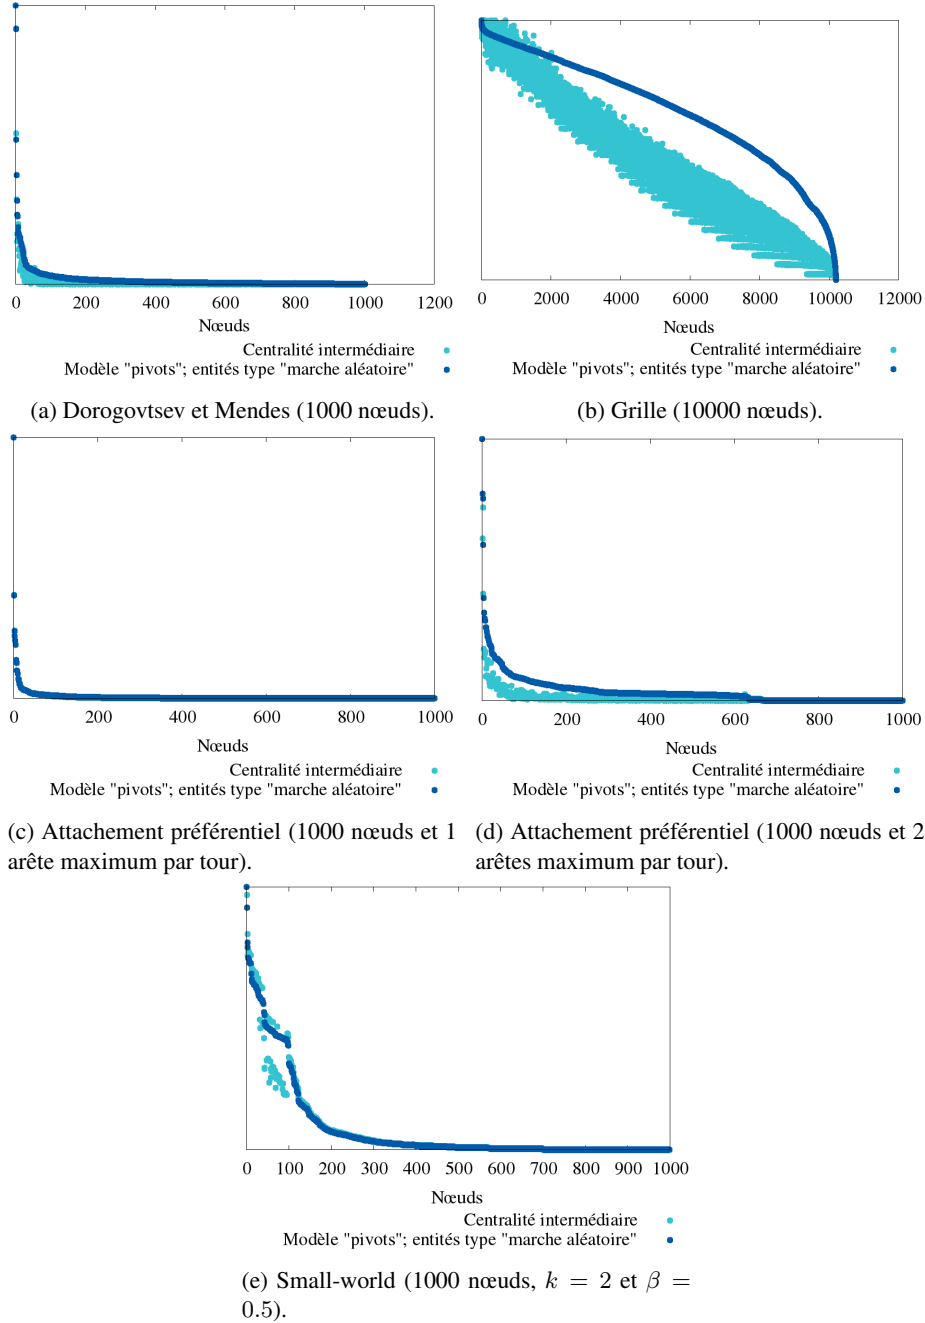 0 200 400 600 800 1000 1200
Nœuds
Centralité intermédiaire
Modèle "pivots"; entités type "marche aléatoire"
(a) Dorogovtsev et Mendes (1000 nœuds).
0 2000 4000 6000 8000 10000 12000
Nœuds
Centralité intermédiaire
Modèle "pivots"; entités type "marche aléatoire"
(b) Grille (10000 nœuds).
0 200 400 600 800 1000
Nœuds
Centralité intermédiaire
Modèle "pivots"; entités type "marche aléatoire"
(c) Attachement préférentiel (1000 nœuds et 1
arête maximum par tour).
0 200 400 600 800 1000
Nœuds
Centralité intermédiaire
Modèle "pivots"; entités type "marche aléatoire"
(d) Attachement préférentiel (1000 nœuds et 2
arêtes maximum par tour).
0 100 200 300 400 500 600 700 800 900 1000
Nœuds
Centralité intermédiaire
Modèle "pivots"; entités type "marche aléatoire"
(e) Small-world (1000 nœuds, k = 2 et β =
0.5).